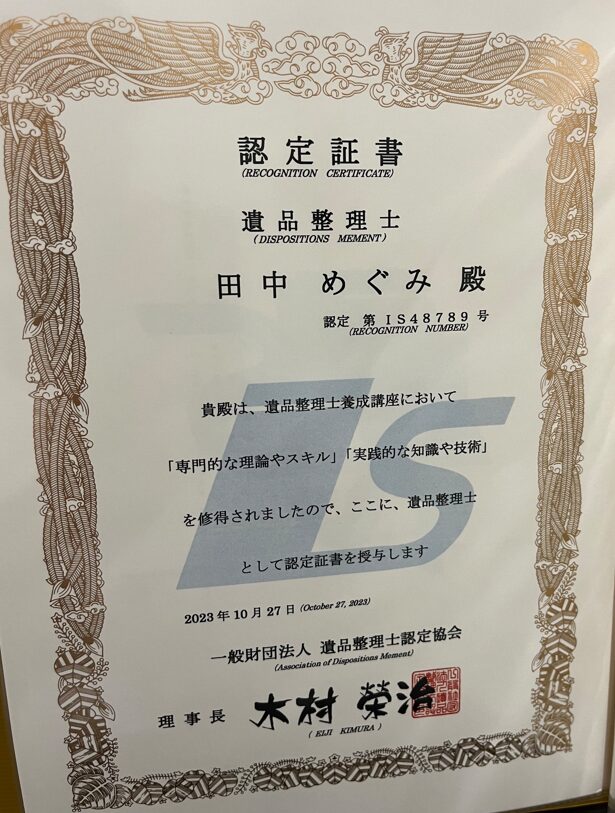 認定証書
(RECOGNITION CERTIFICATE)
遺品整理士
(DISPOSITIONS MEMENT)
田中 めぐみ 殿
認定 第 IS48789 号
(RECOGNITION NUMBER)
IS
貴殿は、遺品整理士養成講座において
「専門的な理論やスキル」「実践的な知識や技術」
を修得されましたので、ここに、遺品整理士
として認定証書を授与します
2023年10月27日 (October 27, 2023)
一般財団法人 遺品整理士認定協会
(Association of Dispositions Mement)
理事長 木村 榮治
(EIJI KIMURA)